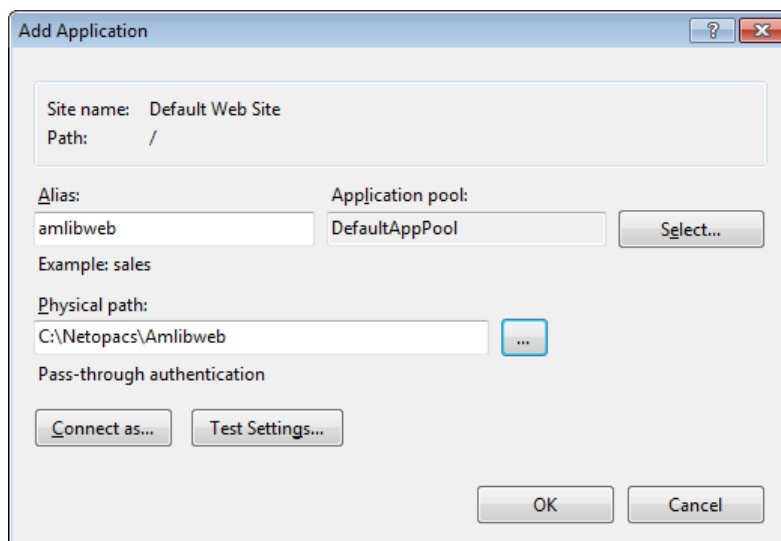 Add Application
Site name: Default Web Site
Path: /
Alias: Application pool:
amlibweb DefaultAppPool Select...
Example: sales
Physical path:
C:\Netopacs\Amlibweb ...
Pass-through authentication
Connect as... Test Settings...
OK Cancel